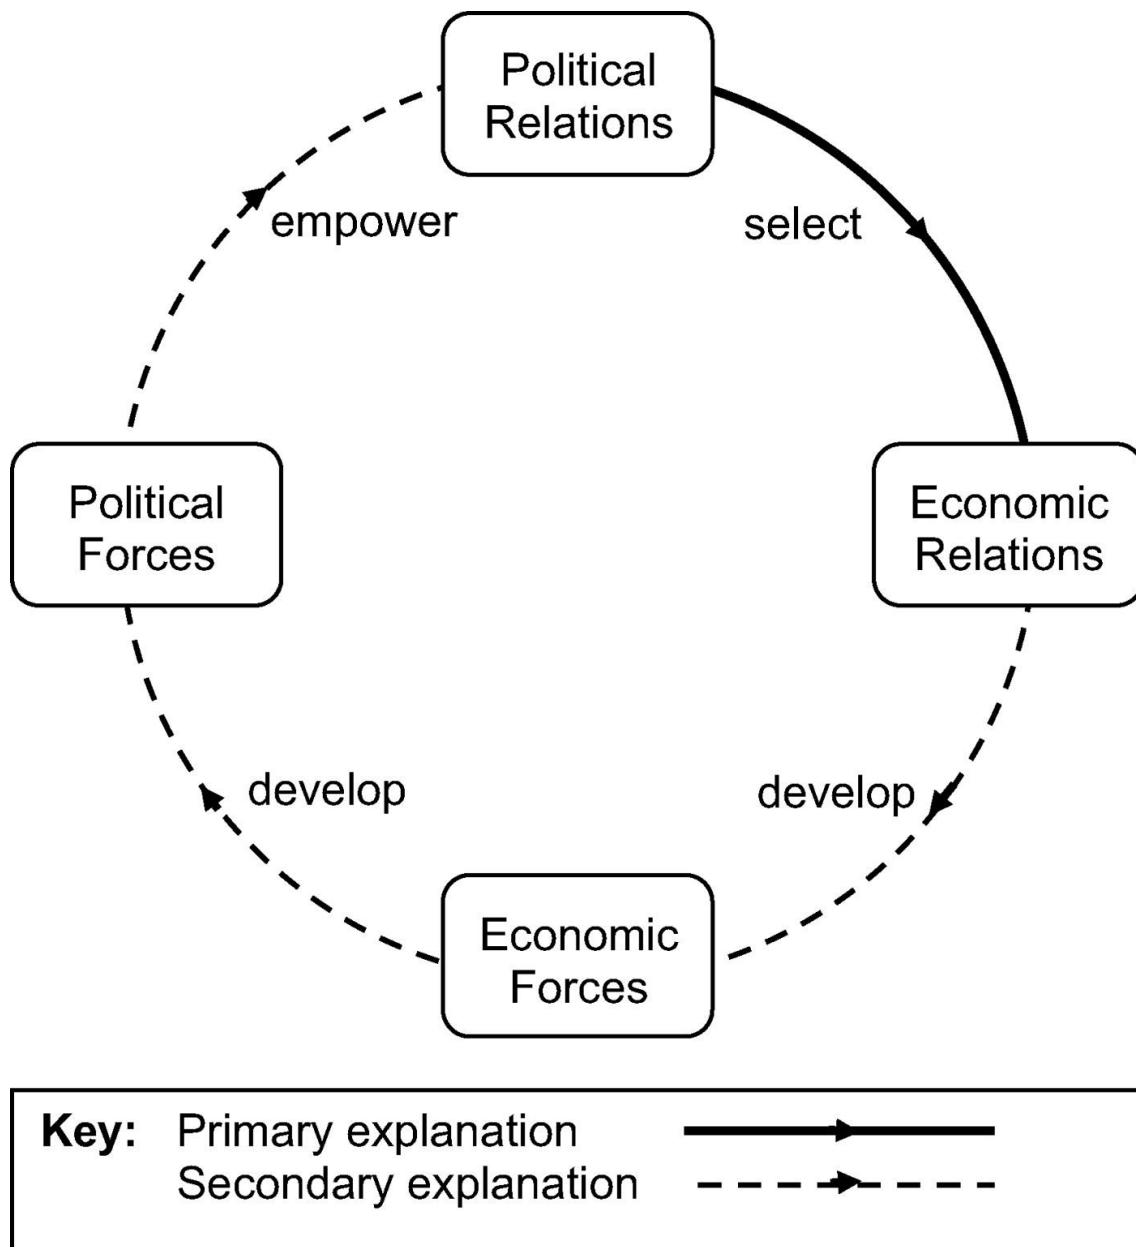 Political
Relations
empower
select
Political
Forces
Economic
Relations
develop
develop
Economic
Forces
Key: Primary explanation
Secondary explanation